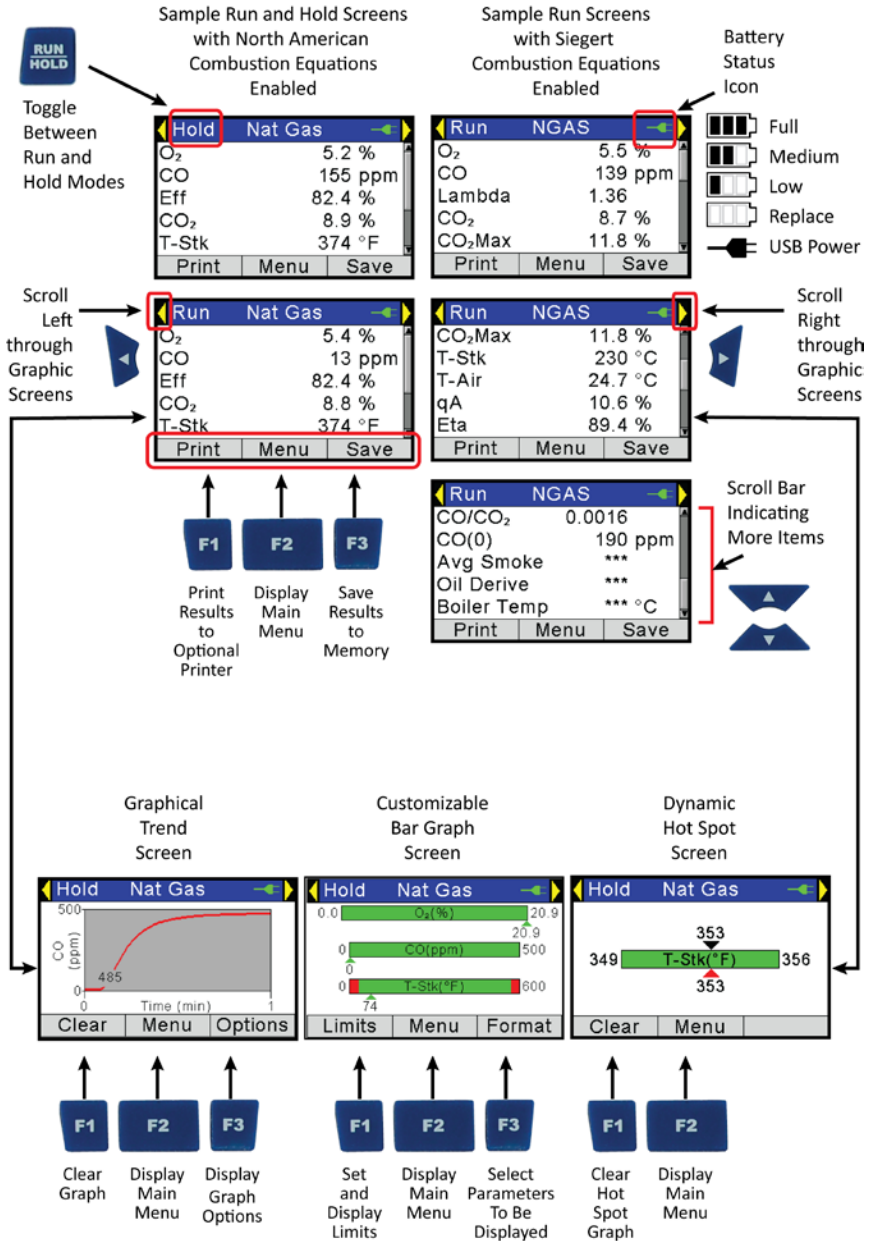 Sample Run and Hold Screens
with North American
Combustion Equations
Enabled
Sample Run Screens
with Siegert
Combustion Equations
Enabled
Battery
Status
Icon
RUN
HOLD
Toggle
Between
Run and
Hold Modes
Hold Nat Gas
O₂ 5.2 %
CO 155 ppm
Eff 82.4 %
CO₂ 8.9 %
T-Stk 374 °F
Print Menu Save
Run NGAS
O₂ 5.5 %
CO 139 ppm
Lambda 1.36
CO₂ 8.7 %
CO₂Max 11.8 %
Print Menu Save
Full
Medium
Low
Replace
USB Power
Scroll
Left
through
Graphic
Screens
Run Nat Gas
O₂ 5.4 %
CO 13 ppm
Eff 82.4 %
CO₂ 8.8 %
T-Stk 374 °F
Print Menu Save
Run NGAS
CO₂Max 11.8 %
T-Stk 230 °C
T-Air 24.7 °C
qA 10.6 %
Eta 89.4 %
Print Menu Save
Scroll
Right
through
Graphic
Screens
F1
Print
Results
to
Optional
Printer
F2
Display
Main
Menu
F3
Save
Results
to
Memory
Run NGAS
CO/CO₂ 0.0016
CO(0) 190 ppm
Avg Smoke ***
Oil Derive ***
Boiler Temp *** °C
Print Menu Save
Scroll Bar
Indicating
More Items
Graphical
Trend
Screen
Hold Nat Gas
500
CO
(ppm)
485
0
0 Time (min) 1
Clear Menu Options
F1
Clear
Graph
F2
Display
Main
Menu
F3
Display
Graph
Options
Customizable
Bar Graph
Screen
Hold Nat Gas
0.0 O₂(%) 20.9
20.9
0 CO(ppm) 500
0
0 T-Stk(°F) 600
74
Limits Menu Format
F1
Set
and
Display
Limits
F2
Display
Main
Menu
F3
Select
Parameters
To Be
Displayed
Dynamic
Hot Spot
Screen
Hold Nat Gas
353
349 T-Stk(°F) 356
353
Clear Menu
F1
Clear
Hot
Spot
Graph
F2
Display
Main
Menu